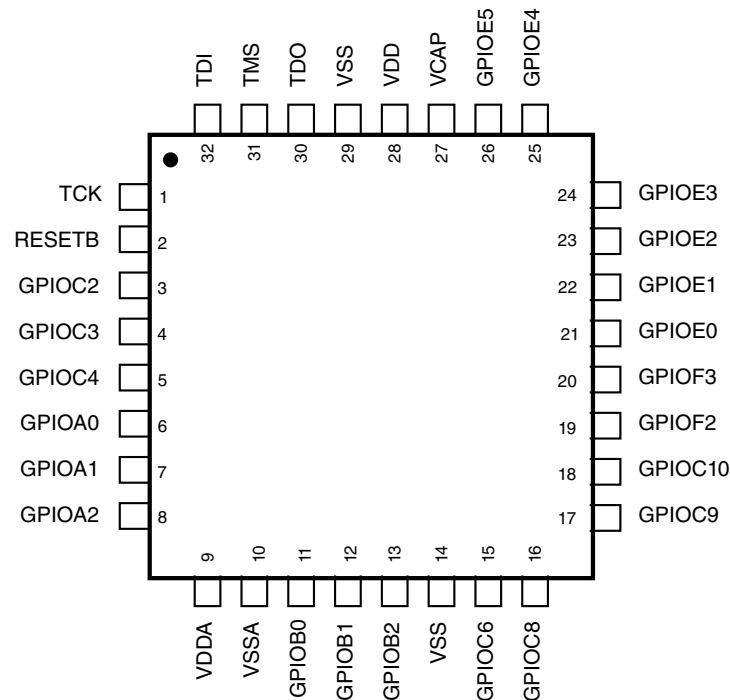 TDI TMS TDO VSS VDD VCAP GPIOE5 GPIOE4
32 31 30 29 28 27 26 25
TCK 1 24 GPIOE3
RESETB 2 23 GPIOE2
GPIOC2 3 22 GPIOE1
GPIOC3 4 21 GPIOE0
GPIOC4 5 20 GPIOF3
GPIOA0 6 19 GPIOF2
GPIOA1 7 18 GPIOC10
GPIOA2 8 17 GPIOC9
9 10 11 12 13 14 15 16
VDDA VSSA GPIOB0 GPIOB1 GPIOB2 VSS GPIOC6 GPIOC8